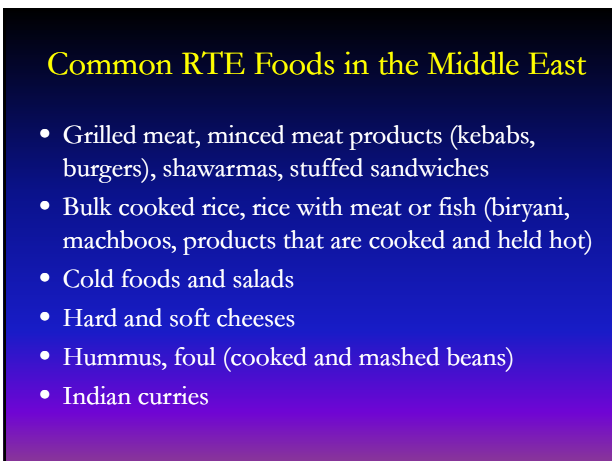 Common RTE Foods in the Middle East
• Grilled meat, minced meat products (kebabs,
burgers), shawarmas, stuffed sandwiches
• Bulk cooked rice, rice with meat or fish (biryani,
machboos, products that are cooked and held hot)
• Cold foods and salads
• Hard and soft cheeses
• Hummus, foul (cooked and mashed beans)
• Indian curries